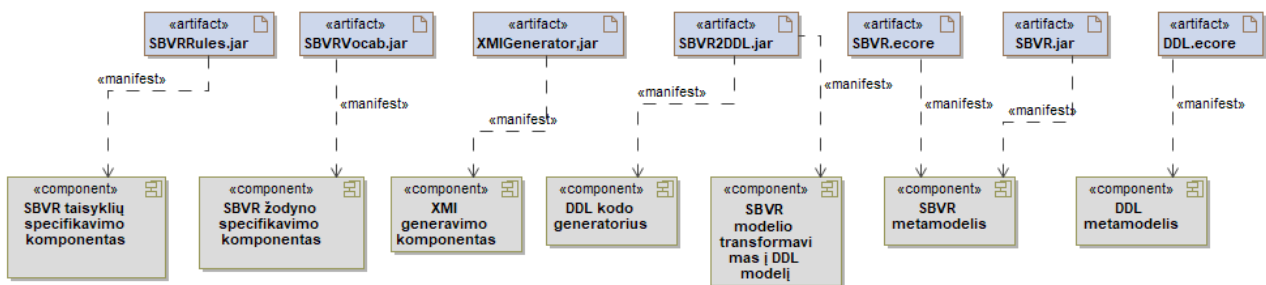 «artifact»
SBVRRules.jar
«artifact»
SBVRVocab.jar
«artifact»
XMIGenerator,jar
«artifact»
SBVR2DDL.jar
«artifact»
SBVR.ecore
«artifact»
SBVR.jar
«artifact»
DDL.ecore
«manifest»
«manifest»
«manifest»
«manifest»
«manifest»
«manifest»
«manifest»
«manifest»
«component»
SBVR taisyklių
specifikavimo
komponentas
«component»
SBVR žodyno
specifikavimo
komponentas
«component»
XMI
generavimo
komponentas
«component»
DDL kodo
generatorius
«component»
SBVR
modelio
transformavi
mas į DDL
modelį
«component»
SBVR
metamodelis
«component»
DDL
metamodelis